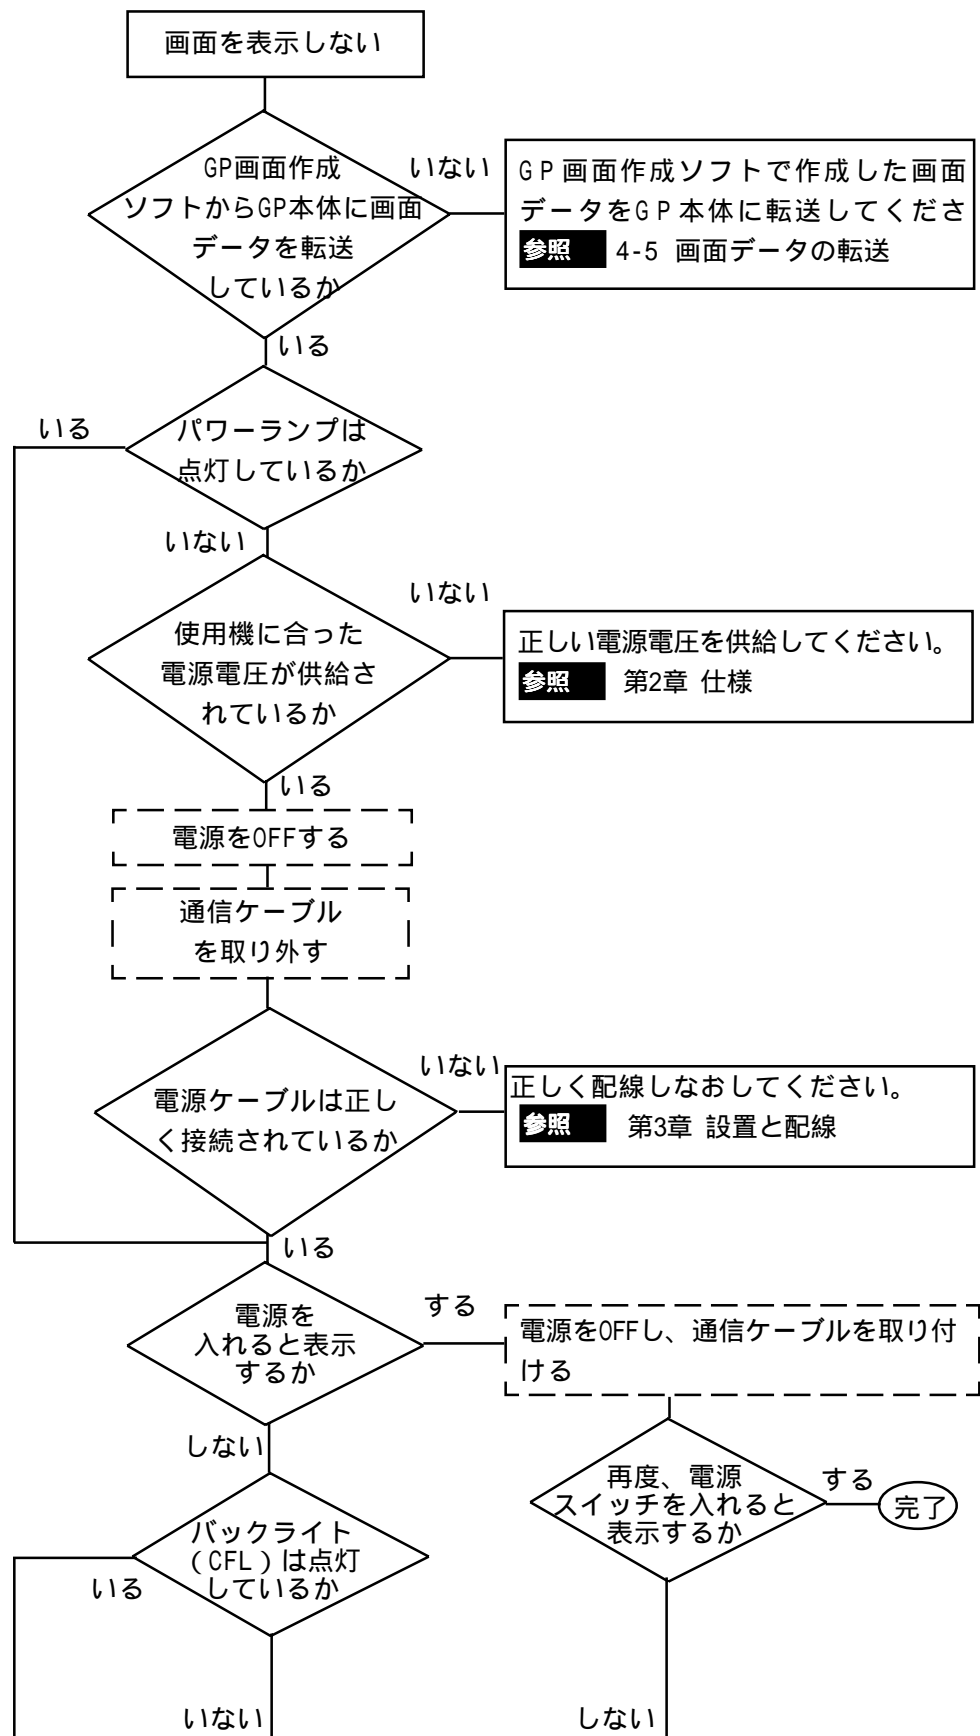 画面を表示しない
GP画面作成
ソフトからGP本体に画面
データを転送
しているか
いない
GP画面作成ソフトで作成した画面
データをGP本体に転送してくださ
参照 4-5 画面データの転送
いる
いる
パワーランプは
点灯しているか
いない
いない
使用機に合った
電源電圧が供給さ
れているか
正しい電源電圧を供給してください。
参照 第2章 仕様
いる
電源をOFFする
通信ケーブル
を取り外す
いない
電源ケーブルは正し
く接続されているか
正しく配線しなおしてください。
参照 第3章 設置と配線
いる
電源を
入れると表示
するか
する
電源をOFFし、通信ケーブルを取り付
ける
しない
再度、電源
スイッチを入れると
表示するか
する
完了
バックライト
(CFL)は点灯
しているか
いる
いない
しない